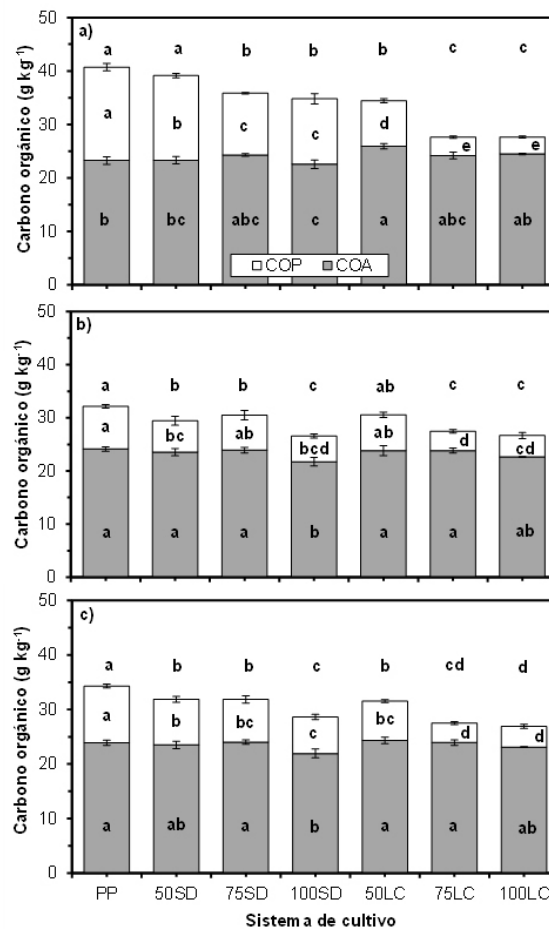 a)
Carbono orgánico (g kg-1)
50
40
30
20
10
0
a a b b b c c
a b c c d e e
b bc abc c a abc ab
COP COA
b)
Carbono orgánico (g kg-1)
50
40
30
20
10
0
a b b c ab c c
a bc ab bcd ab d cd
a a a b a a ab
c)
Carbono orgánico (g kg-1)
50
40
30
20
10
0
a b b c b cd d
a b bc c bc d d
a ab a b a a ab
PP 50SD 75SD 100SD 50LC 75LC 100LC
Sistema de cultivo